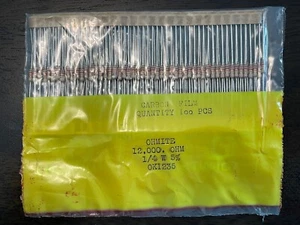 CARBON FILM
QUANTITY 100 PCS
OHMITE
12,000. OHM
1/4 W 5%
OK1235